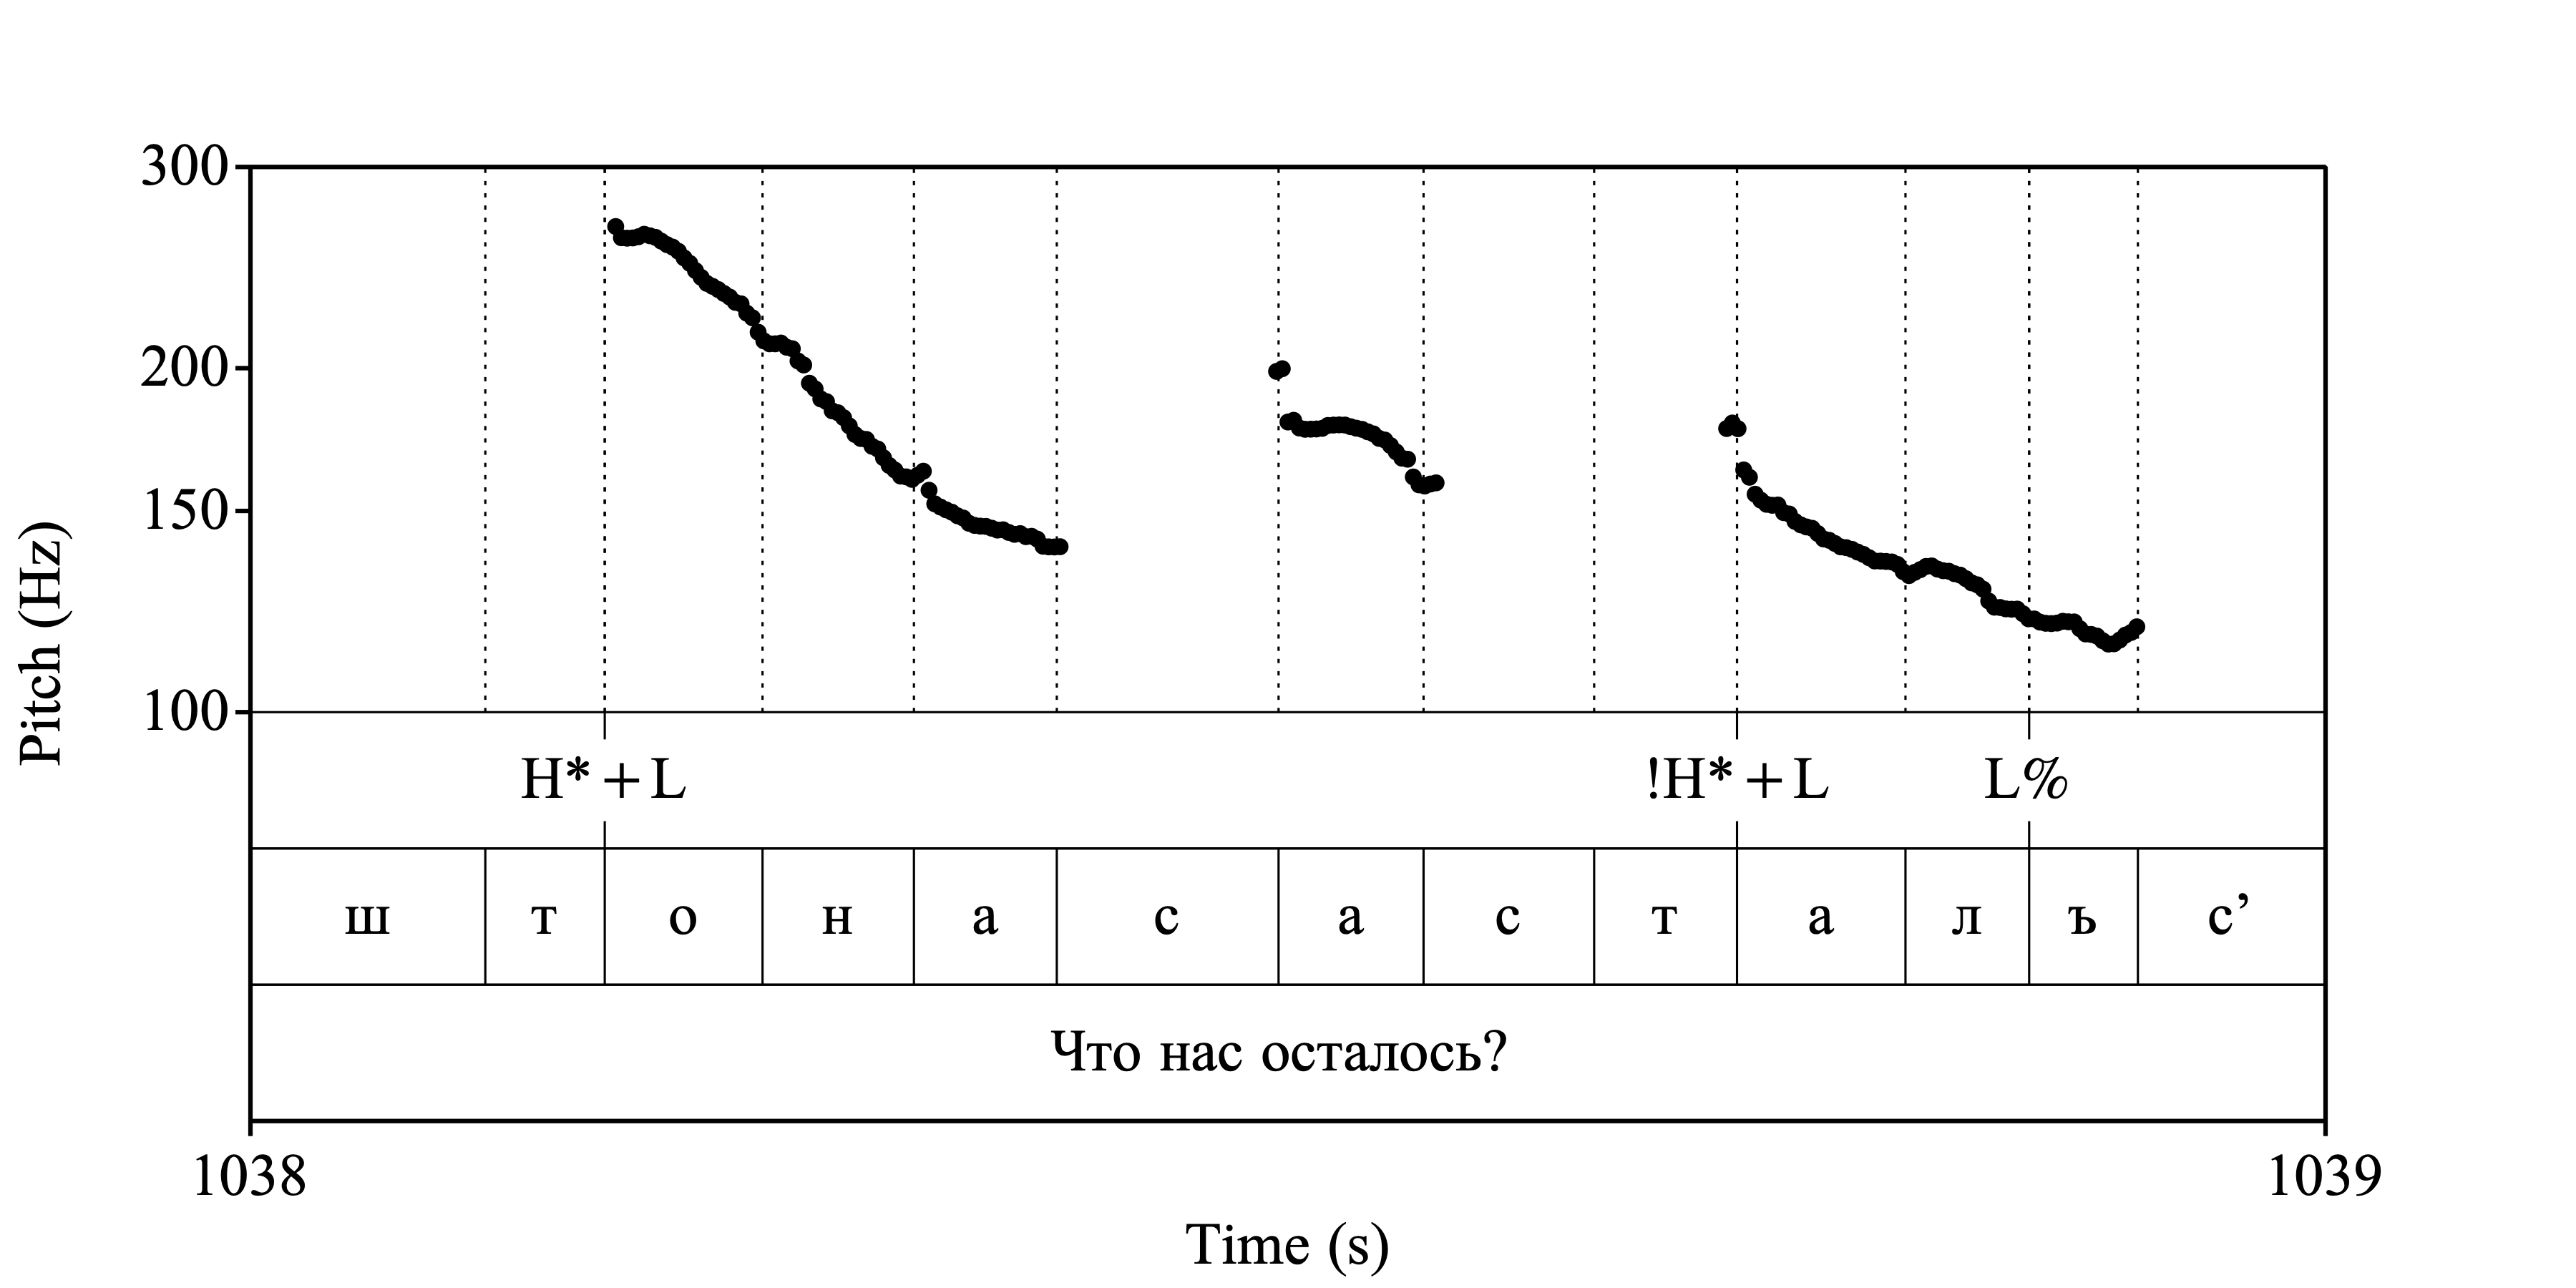 300
200
150
100
Pitch (Hz)
H* + L !H* + L L%
ш т о н а с а с т а л ъ с’
Что нас осталось?
1038 1039
Time (s)